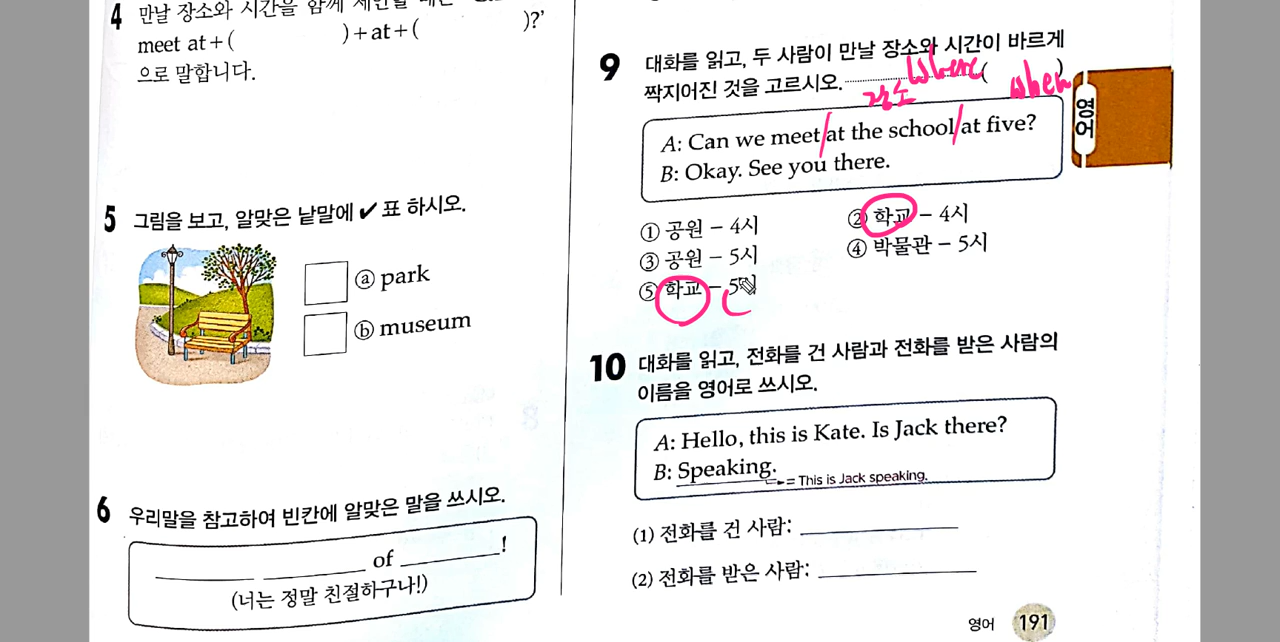 4 만날 장소와 시간을 함께
meet at+( )+at+( )?'
으로 말합니다.
5 그림을 보고, 알맞은 낱말에 ✔표 하시오.
ⓐ park
ⓑ museum
6 우리말을 참고하여 빈칸에 알맞은 말을 쓰시오.
of !
(너는 정말 친절하구나!)
9 대화를 읽고, 두 사람이 만날 장소와 시간이 바르게
짝지어진 것을 고르시오. ( )
장소 where when
A: Can we meet at the school at five?
B: Okay. See you there.
① 공원 – 4시 ② 학교 – 4시
③ 공원 – 5시 ④ 박물관 – 5시
⑤ 학교 – 5시
10 대화를 읽고, 전화를 건 사람과 전화를 받은 사람의
이름을 영어로 쓰시오.
A: Hello, this is Kate. Is Jack there?
B: Speaking.
= This is Jack speaking.
(1) 전화를 건 사람:
(2) 전화를 받은 사람:
영어
영어 191